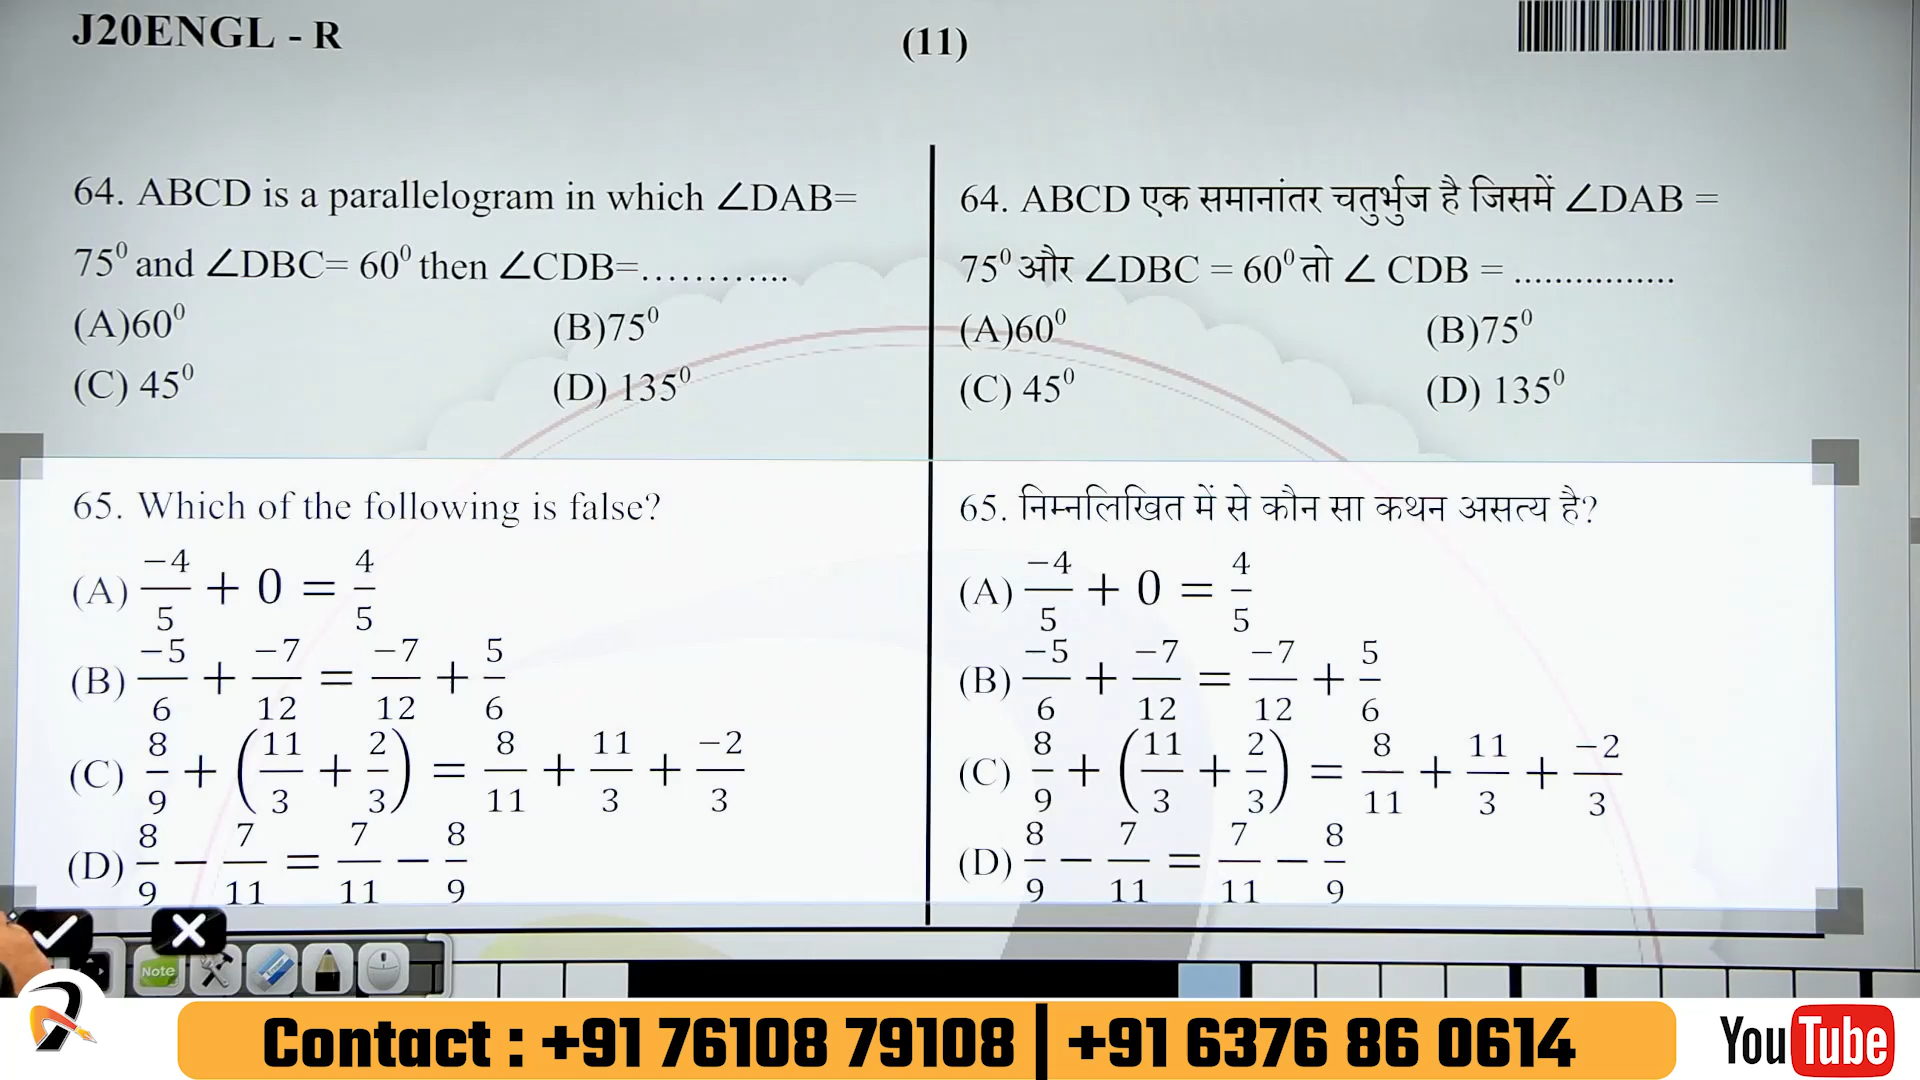 J20ENGL - R
(11)
64. ABCD is a parallelogram in which ∠DAB=
75⁰ and ∠DBC= 60⁰ then ∠CDB=............
(A)60⁰ (B)75⁰
(C) 45⁰ (D) 135⁰
65. Which of the following is false?
(A) -4/5 + 0 = 4/5
(B) -5/6 + -7/12 = -7/12 + 5/6
(C) 8/9 + (11/3 + 2/3) = 8/11 + 11/3 + -2/3
(D) 8/9 - 7/11 = 7/11 - 8/9
64. ABCD एक समानांतर चतुर्भुज है जिसमें ∠DAB =
75⁰ और ∠DBC = 60⁰ तो ∠ CDB = ................
(A)60⁰ (B)75⁰
(C) 45⁰ (D) 135⁰
65. निम्नलिखित में से कौन सा कथन असत्य है?
(A) -4/5 + 0 = 4/5
(B) -5/6 + -7/12 = -7/12 + 5/6
(C) 8/9 + (11/3 + 2/3) = 8/11 + 11/3 + -2/3
(D) 8/9 - 7/11 = 7/11 - 8/9
Note
Contact : +91 76108 79108 | +91 6376 86 0614
YouTube